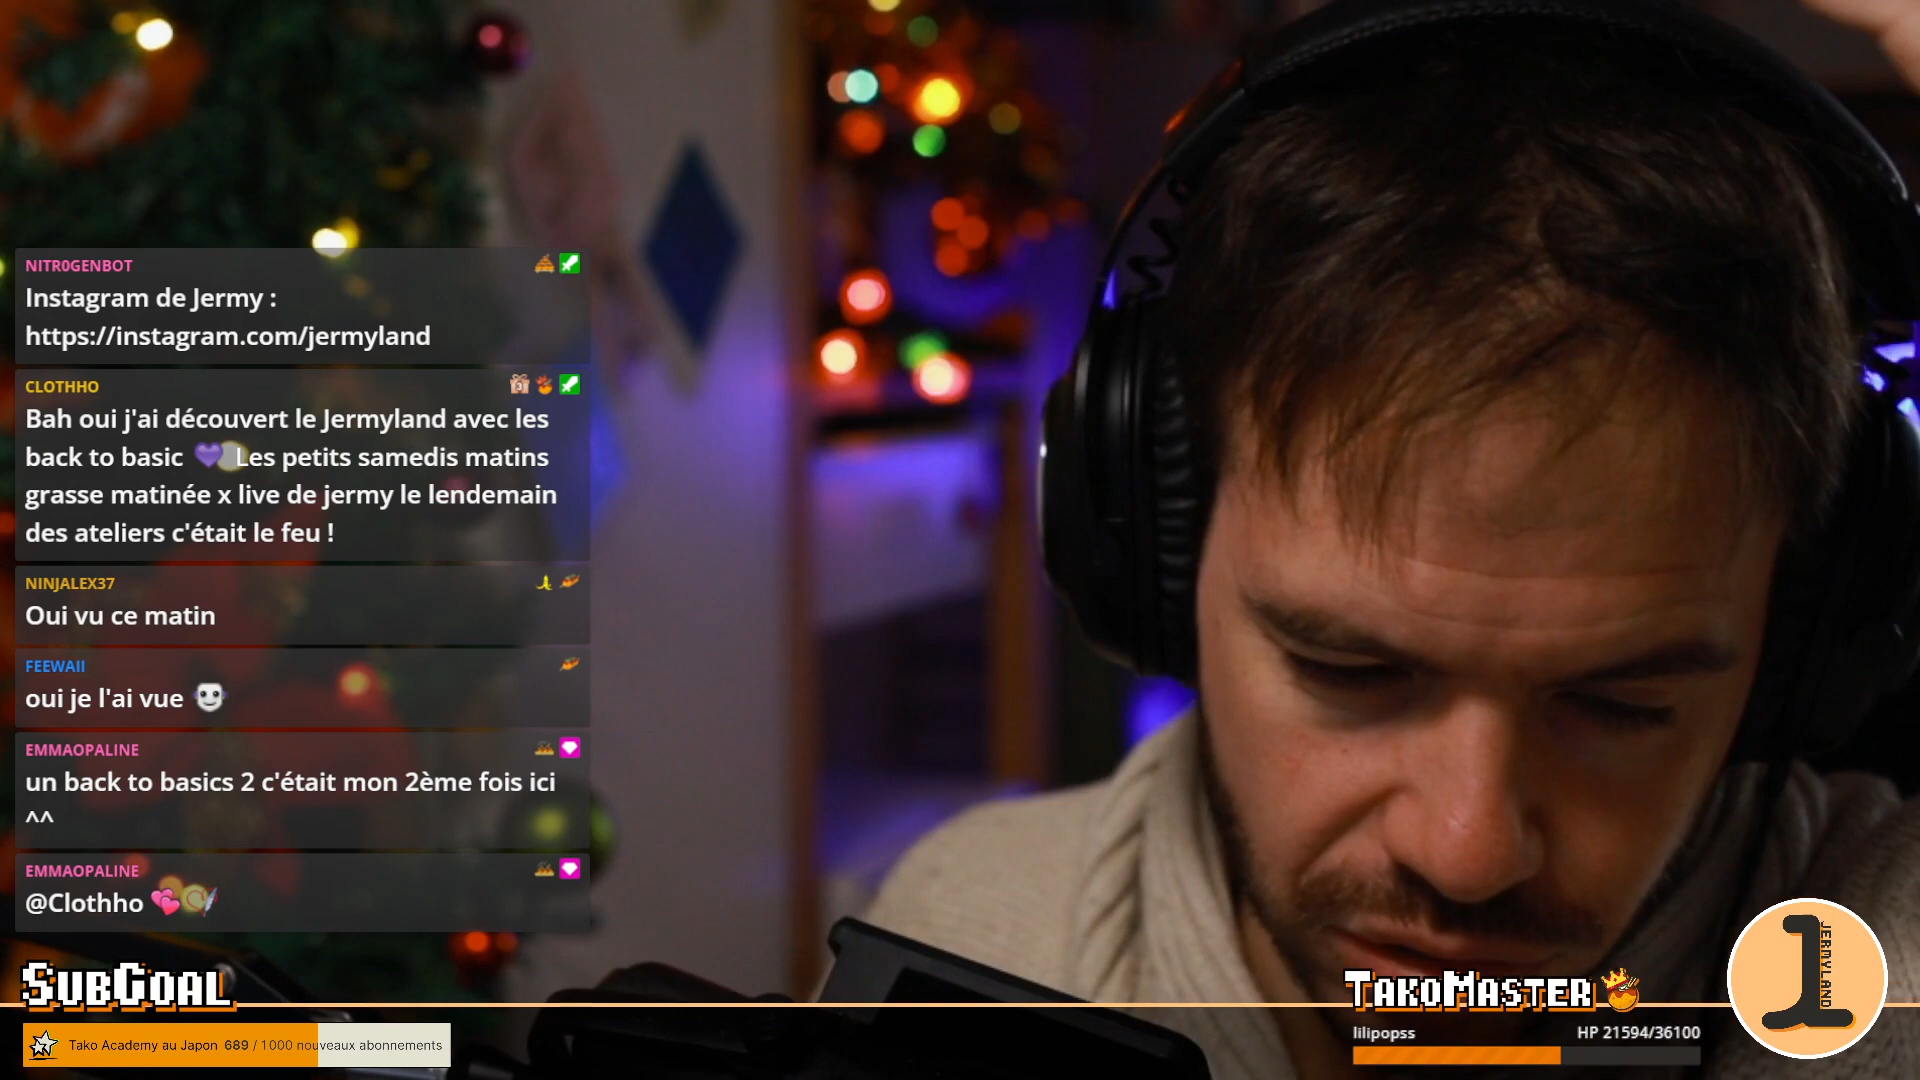 NITR0GENBOT
Instagram de Jermy :
https://instagram.com/jermyland
CLOTHHO
Bah oui j'ai découvert le Jermyland avec les
back to basic 💜 Les petits samedis matins
grasse matinée x live de jermy le lendemain
des ateliers c'était le feu !
NINJALEX37
Oui vu ce matin
FEEWAII
oui je l'ai vue
EMMAOPALINE
un back to basics 2 c'était mon 2ème fois ici
^^
EMMAOPALINE
@Clothho 💕
SUBGOAL
7 Tako Academy au Japon 689 / 1000 nouveaux abonnements
TAKOMASTER
lilipopss HP 21594/36100
JERMYLAND